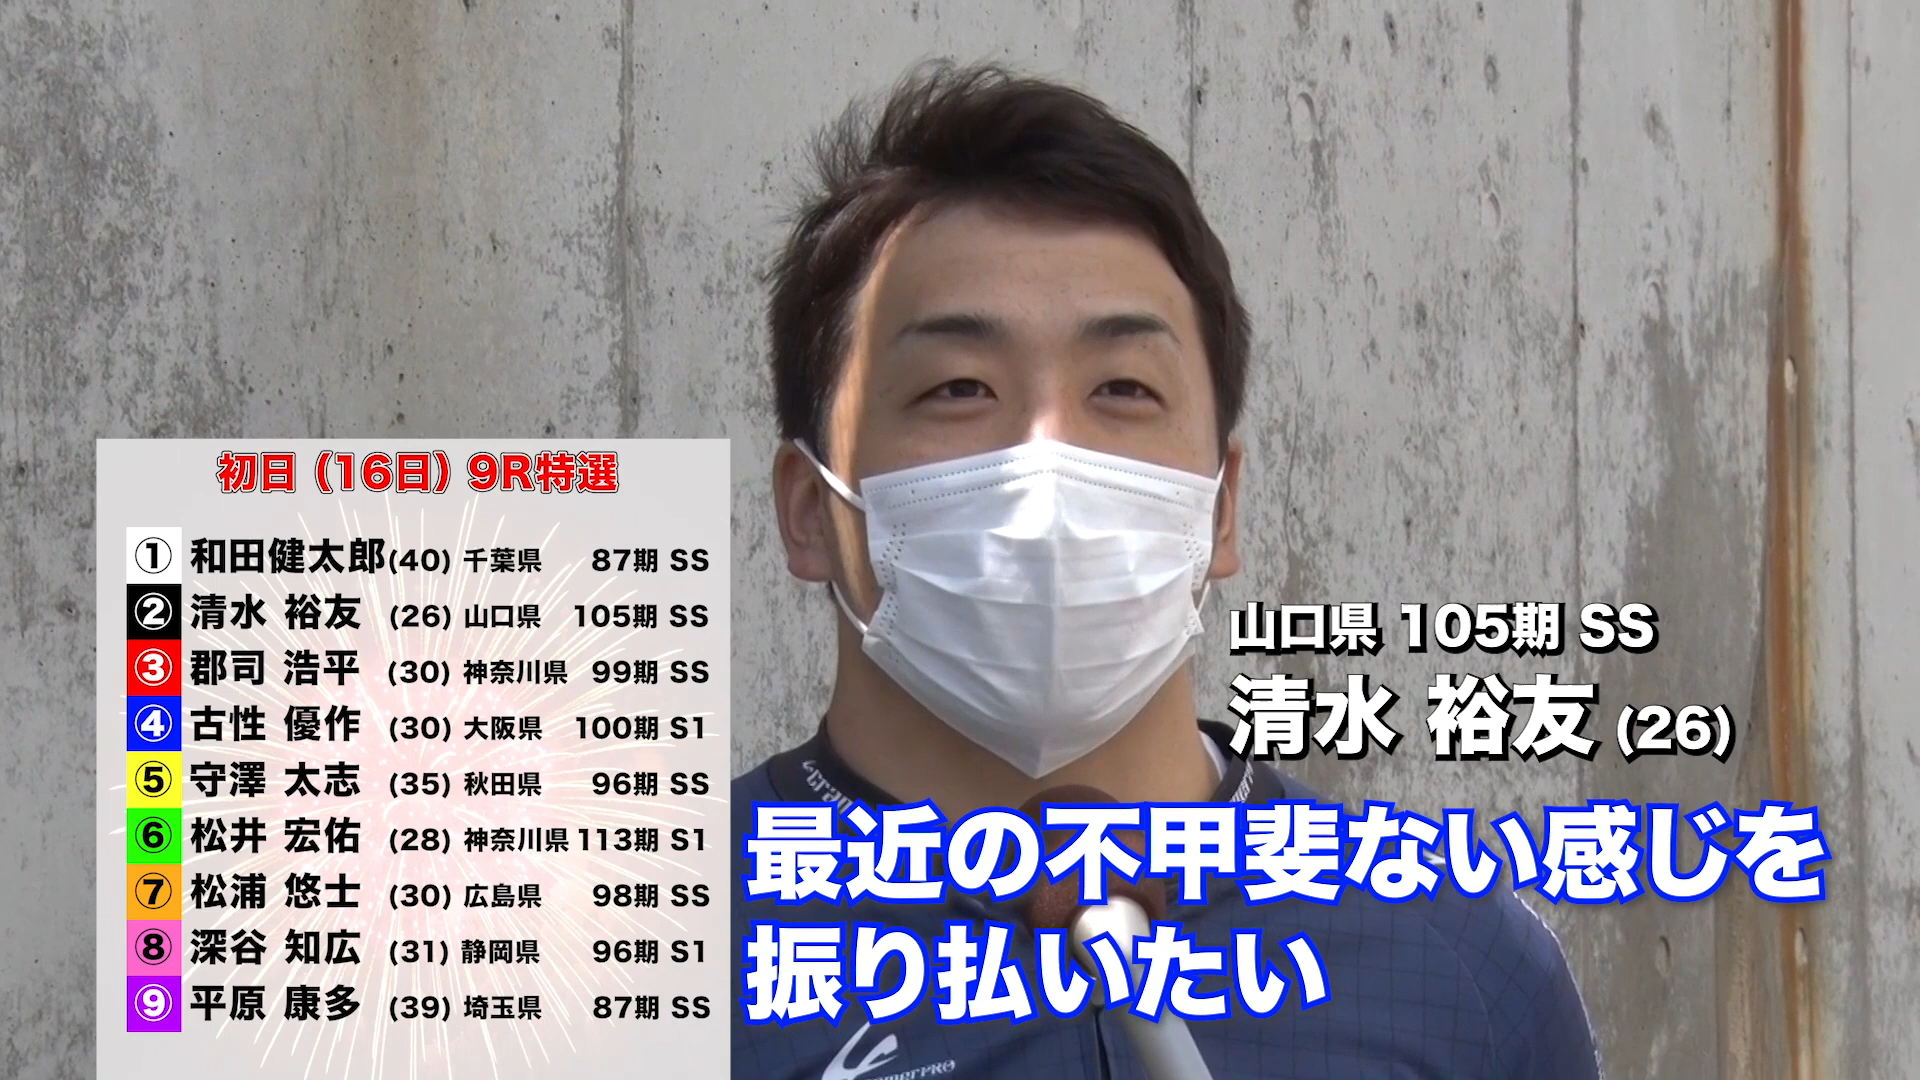 初日（16日）9R特選
① 和田健太郎(40) 千葉県 87期 SS
② 清水 裕友 (26) 山口県 105期 SS
③ 郡司 浩平 (30) 神奈川県 99期 SS
④ 古性 優作 (30) 大阪県 100期 S1
⑤ 守澤 太志 (35) 秋田県 96期 SS
⑥ 松井 宏佑 (28) 神奈川県 113期 S1
⑦ 松浦 悠士 (30) 広島県 98期 SS
⑧ 深谷 知広 (31) 静岡県 96期 S1
⑨ 平原 康多 (39) 埼玉県 87期 SS
山口県 105期 SS
清水 裕友 (26)
最近の不甲斐ない感じを
振り払いたい